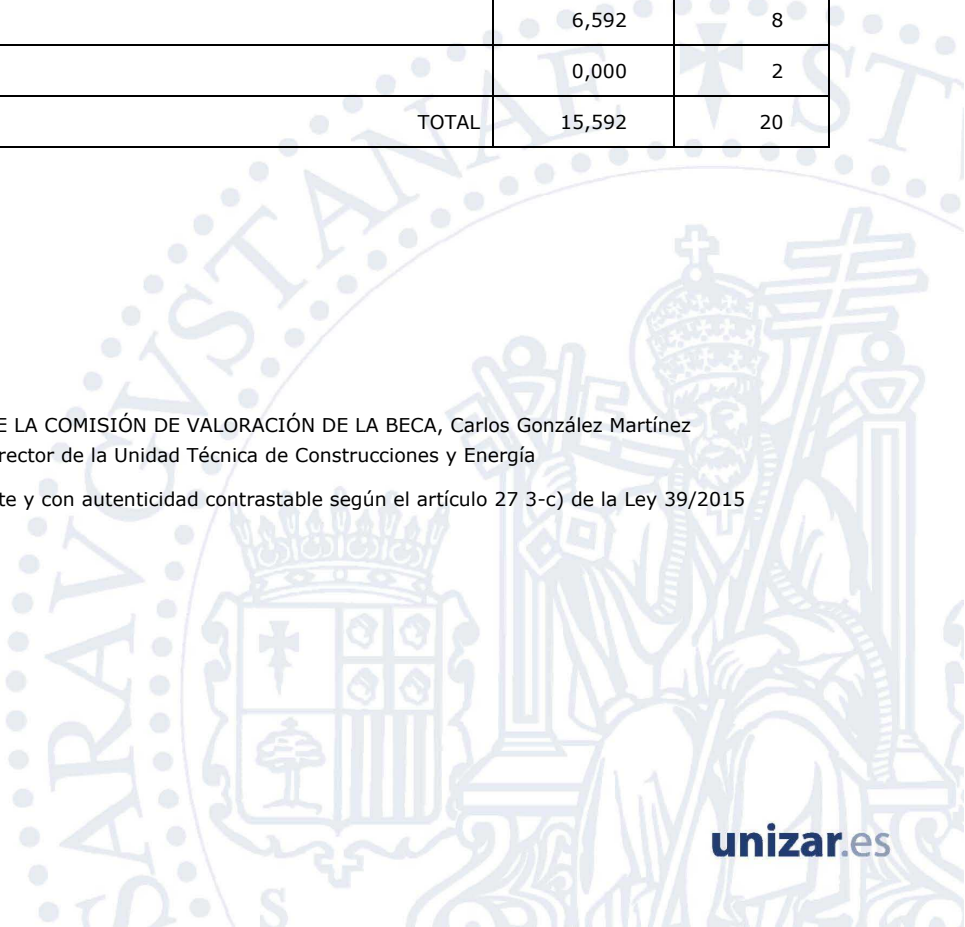 6,592 8
0,000 2
TOTAL 15,592 20
E LA COMISIÓN DE VALORACIÓN DE LA BECA, Carlos González Martínez
rector de la Unidad Técnica de Construcciones y Energía
te y con autenticidad contrastable según el artículo 27 3-c) de la Ley 39/2015
SARAVGVSTANAE ST
S
unizar.es